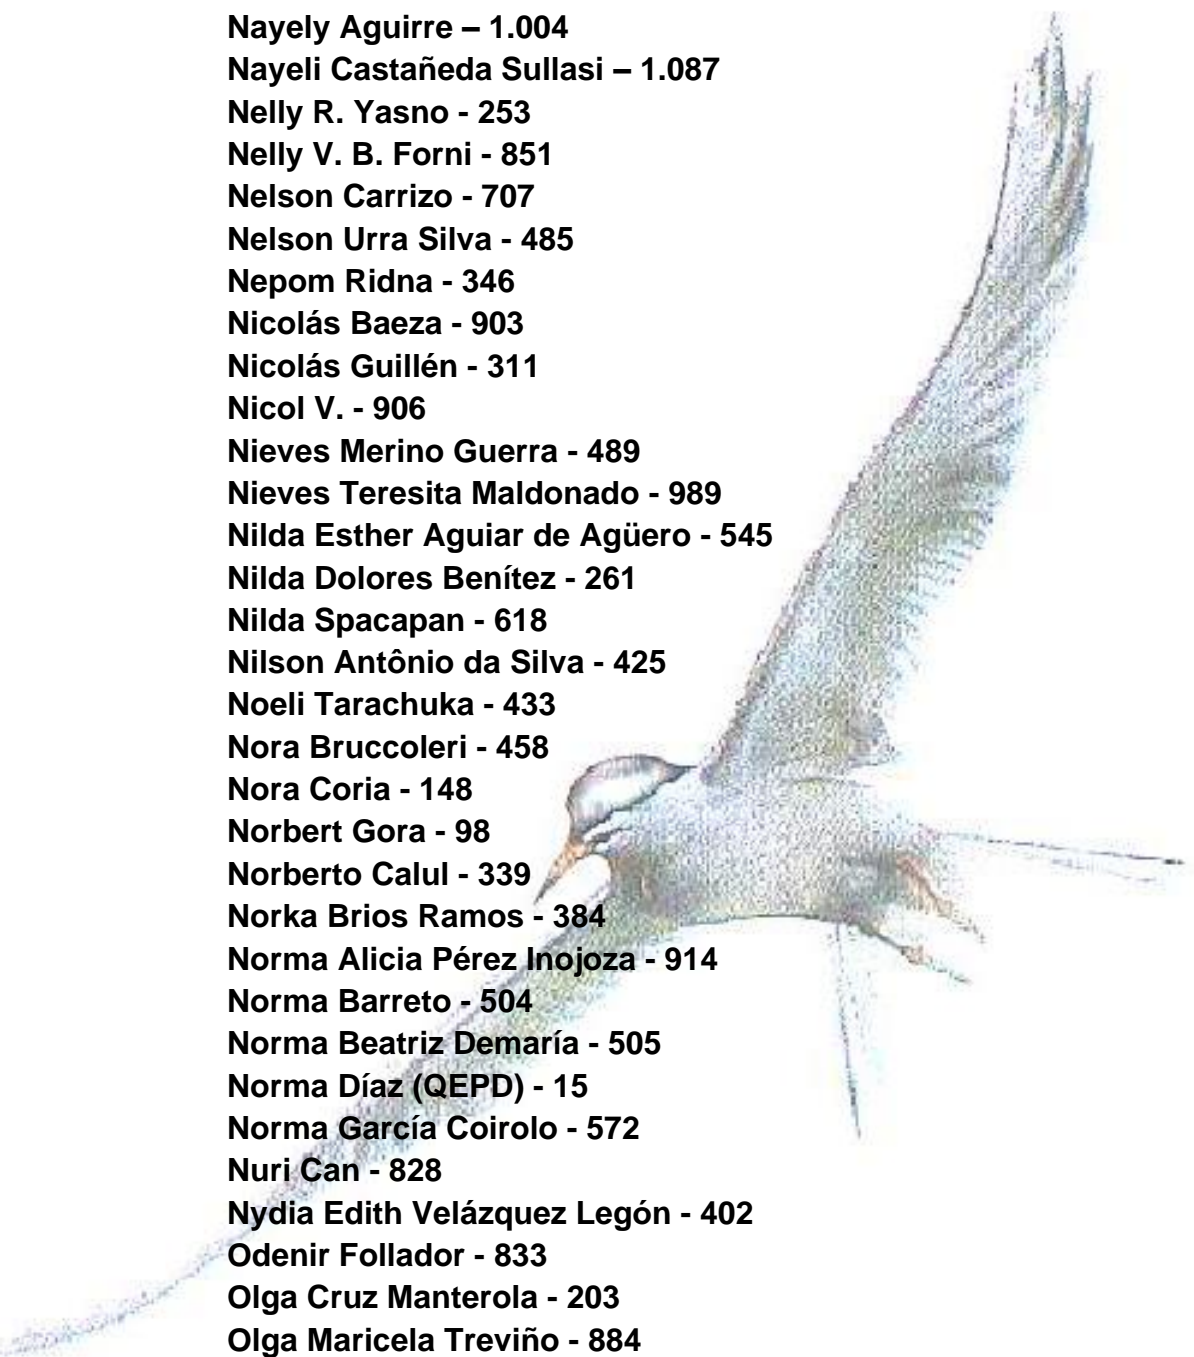 Nayely Aguirre – 1.004
Nayeli Castañeda Sullasi – 1.087
Nelly R. Yasno - 253
Nelly V. B. Forni - 851
Nelson Carrizo - 707
Nelson Urra Silva - 485
Nepom Ridna - 346
Nicolás Baeza - 903
Nicolás Guillén - 311
Nicol V. - 906
Nieves Merino Guerra - 489
Nieves Teresita Maldonado - 989
Nilda Esther Aguiar de Agüero - 545
Nilda Dolores Benítez - 261
Nilda Spacapan - 618
Nilson Antônio da Silva - 425
Noeli Tarachuka - 433
Nora Bruccoleri - 458
Nora Coria - 148
Norbert Gora - 98
Norberto Calul - 339
Norka Brios Ramos - 384
Norma Alicia Pérez Inojoza - 914
Norma Barreto - 504
Norma Beatriz Demaría - 505
Norma Díaz (QEPD) - 15
Norma García Coirolo - 572
Nuri Can - 828
Nydia Edith Velázquez Legón - 402
Odenir Follador - 833
Olga Cruz Manterola - 203
Olga Maricela Treviño - 884